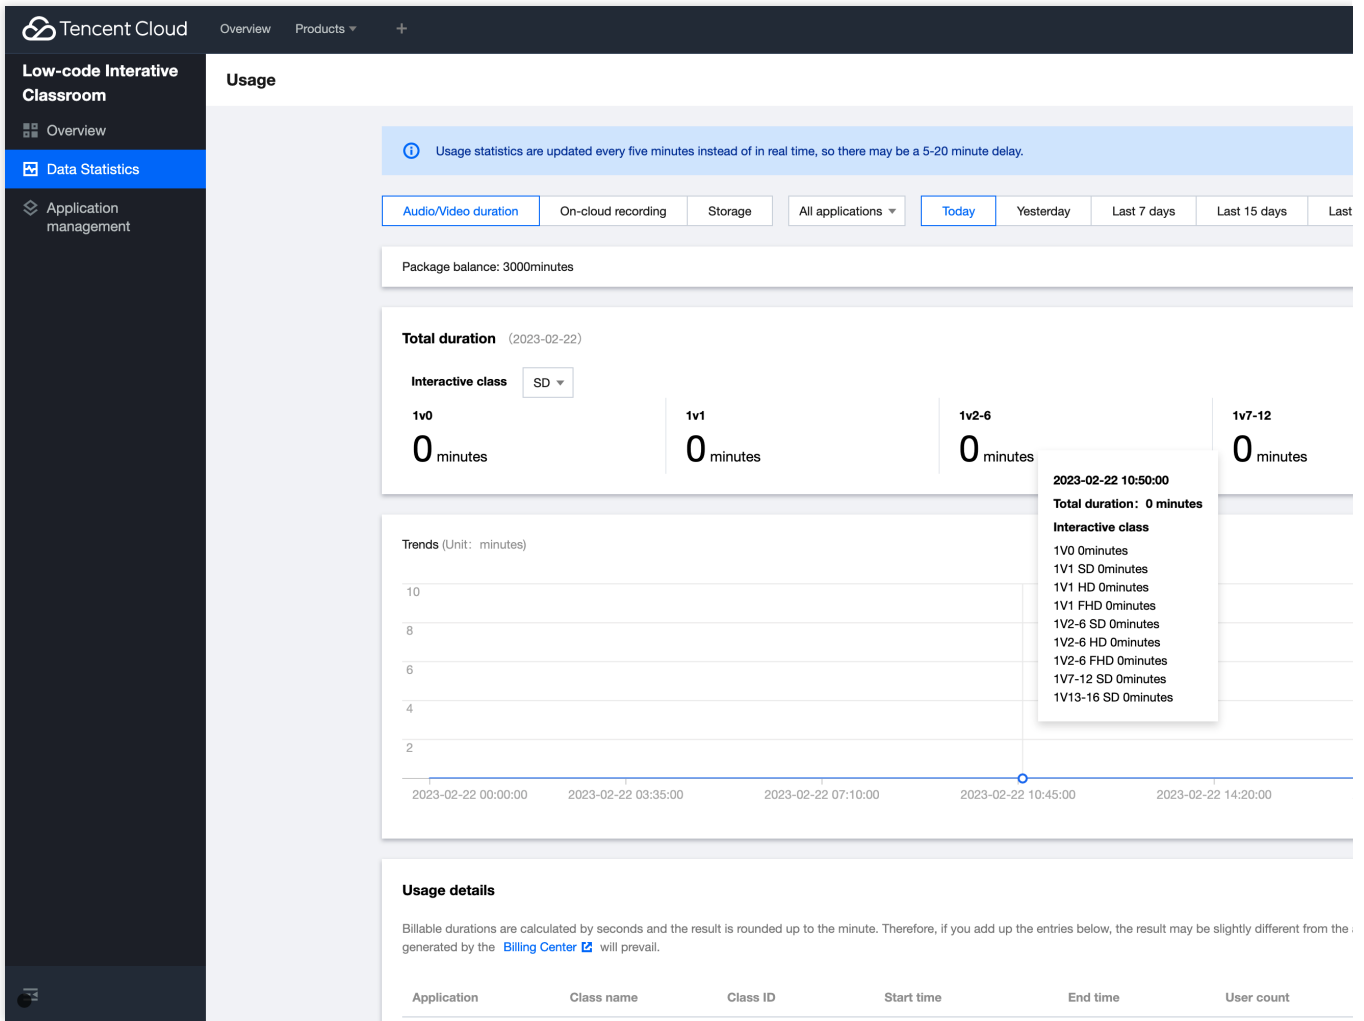 Tencent Cloud
Overview
Products
Low-code Interative
Classroom
Overview
Data Statistics
Application
management
Usage
Usage statistics are updated every five minutes instead of in real time, so there may be a 5-20 minute delay.
Audio/Video duration
On-cloud recording
Storage
All applications
Today
Yesterday
Last 7 days
Last 15 days
Last
Package balance: 3000minutes
Total duration (2023-02-22)
Interactive class
SD
1v0
0 minutes
1v1
0 minutes
1v2-6
0 minutes
1v7-12
0 minutes
2023-02-22 10:50:00
Total duration: 0 minutes
Interactive class
1V0 0minutes
1V1 SD 0minutes
1V1 HD 0minutes
1V1 FHD 0minutes
1V2-6 SD 0minutes
1V2-6 HD 0minutes
1V2-6 FHD 0minutes
1V7-12 SD 0minutes
1V13-16 SD 0minutes
Trends (Unit: minutes)
10
8
6
4
2
2023-02-22 00:00:00
2023-02-22 03:35:00
2023-02-22 07:10:00
2023-02-22 10:45:00
2023-02-22 14:20:00
Usage details
Billable durations are calculated by seconds and the result is rounded up to the minute. Therefore, if you add up the entries below, the result may be slightly different from the
generated by the Billing Center will prevail.
Application
Class name
Class ID
Start time
End time
User count